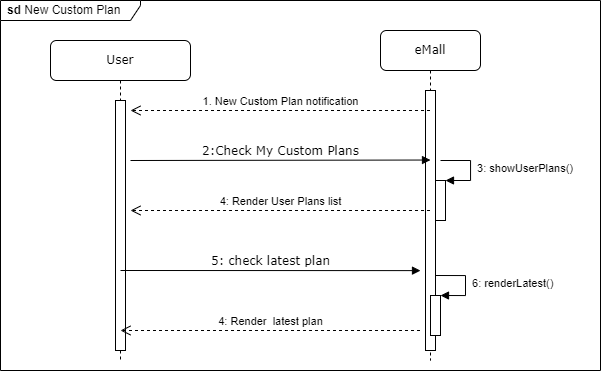 sd New Custom Plan
User
eMall
1. New Custom Plan notification
2:Check My Custom Plans
3: showUserPlans()
4: Render User Plans list
5: check latest plan
6: renderLatest()
4: Render latest plan